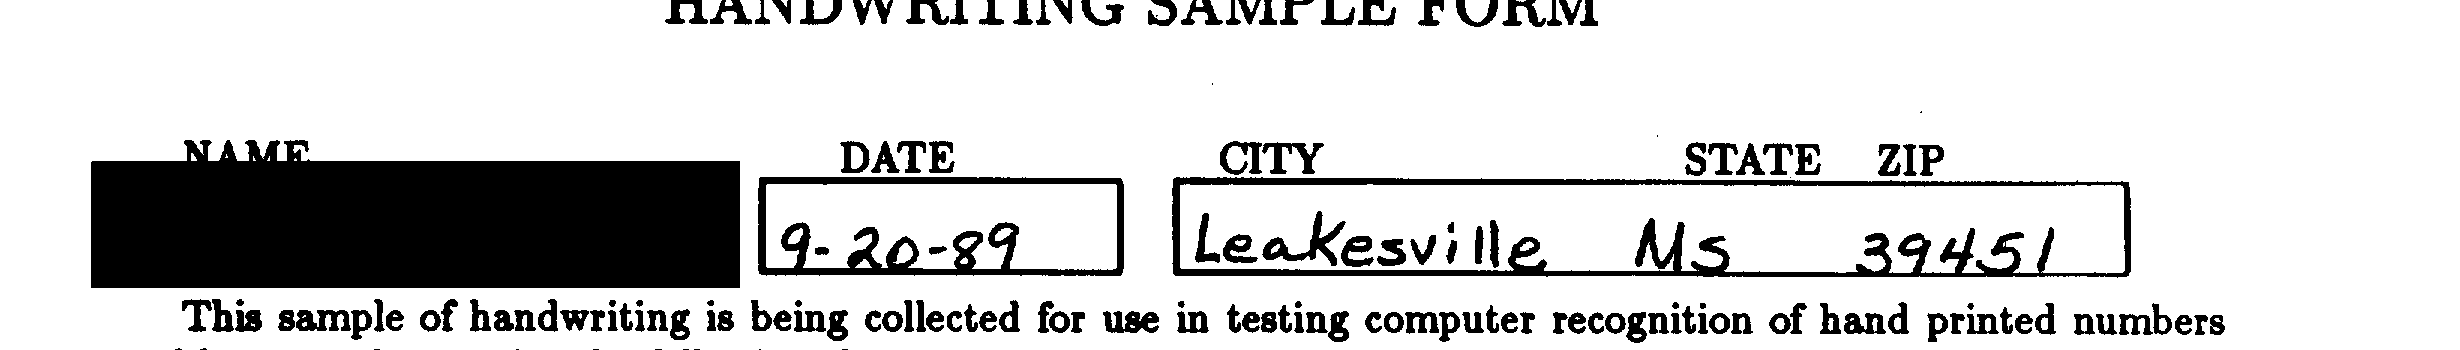 HANDWRITING SAMPLE FORM
NAME DATE CITY STATE ZIP
9-20-89 Leakesville Ms 39451
This sample of handwriting is being collected for use in testing computer recognition of hand printed numbers